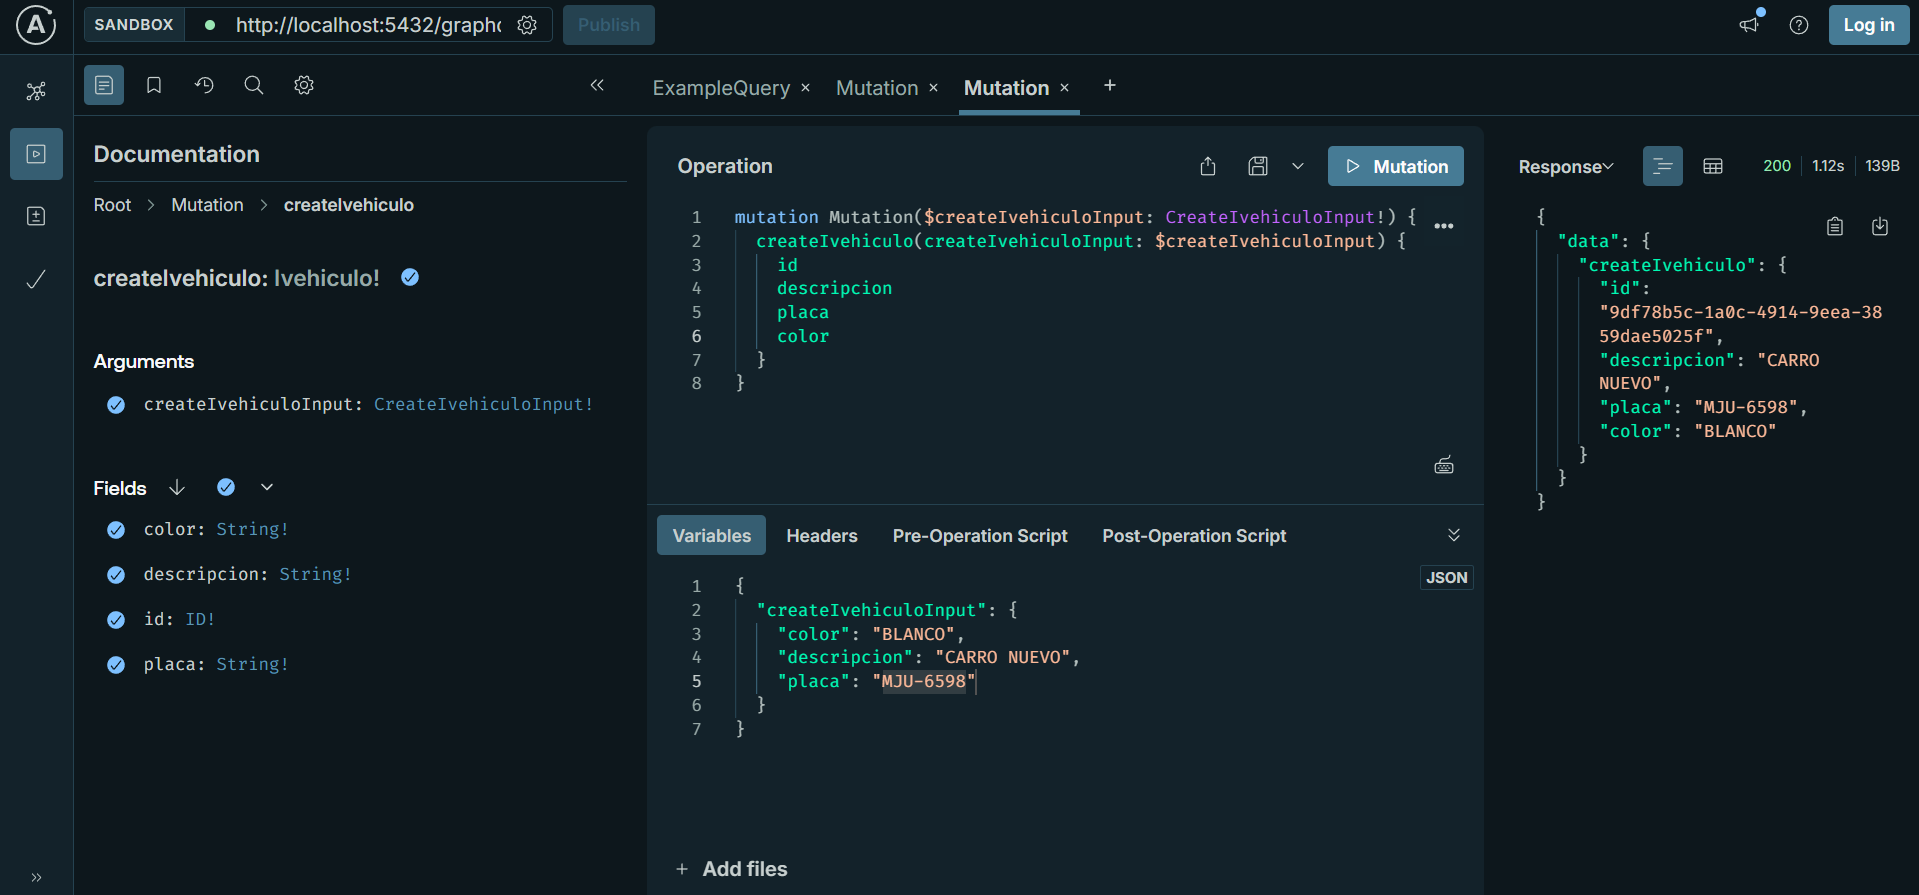 SANDBOX
http://localhost:5432/graphq
Publish
Log in
ExampleQuery
Mutation
Mutation
Documentation
Root > Mutation > createIvehiculo
createIvehiculo: Ivehiculo!
Arguments
createIvehiculoInput: CreateIvehiculoInput!
Fields
color: String!
descripcion: String!
id: ID!
placa: String!
Operation
Mutation
1 mutation Mutation($createIvehiculoInput: CreateIvehiculoInput!) {
2 createIvehiculo(createIvehiculoInput: $createIvehiculoInput) {
3 id
4 descripcion
5 placa
6 color
7 }
8 }
Variables Headers Pre-Operation Script Post-Operation Script
JSON
1 {
2 "createIvehiculoInput": {
3 "color": "BLANCO",
4 "descripcion": "CARRO NUEVO",
5 "placa": "MJU-6598"
6 }
7 }
+ Add files
Response
200 1.12s 139B
{
"data": {
"createIvehiculo": {
"id":
"9df78b5c-1a0c-4914-9eea-38
59dae5025f",
"descripcion": "CARRO
NUEVO",
"placa": "MJU-6598",
"color": "BLANCO"
}
}
}